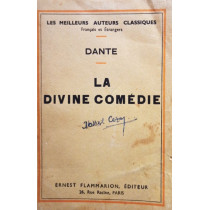 LES MEILLEURS AUTEURS CLASSIQUES
Français et Étrangers
DANTE
LA
DIVINE COMÉDIE
ERNEST FLAMMARION, ÉDITEUR
26, Rue Racine, PARIS